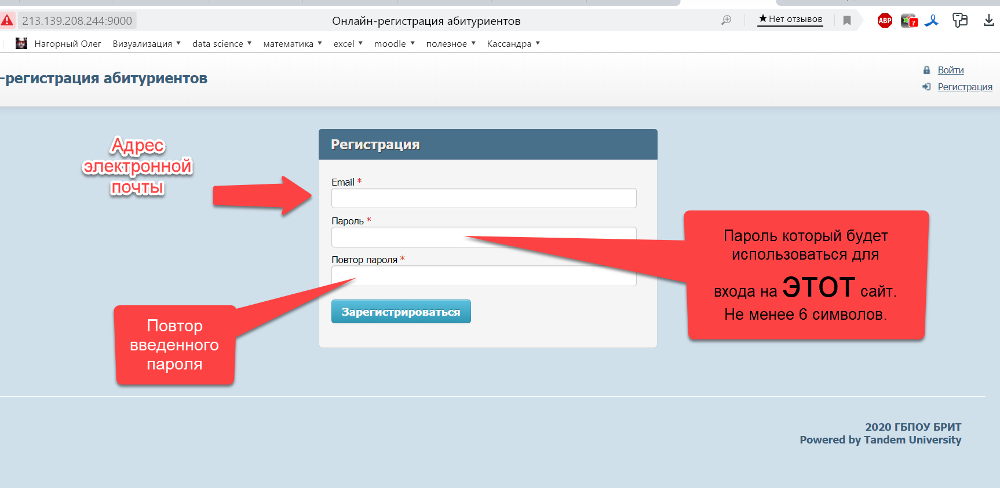 213.139.208.244:9000
Онлайн-регистрация абитуриентов
★ Нет отзывов
ABP
?
Нагорный Олег
Визуализация ▼
data science ▼
математика ▼
excel ▼
moodle ▼
полезное ▼
Кассандра ▼
-регистрация абитуриентов
Войти
Регистрация
Регистрация
Адрес
электронной
почты
Email *
Пароль *
Повтор пароля *
Зарегистрироваться
Пароль который будет
использоваться для
входа на ЭТОТ сайт.
Не менее 6 символов.
Повтор
введенного
пароля
2020 ГБПОУ БРИТ
Powered by Tandem University